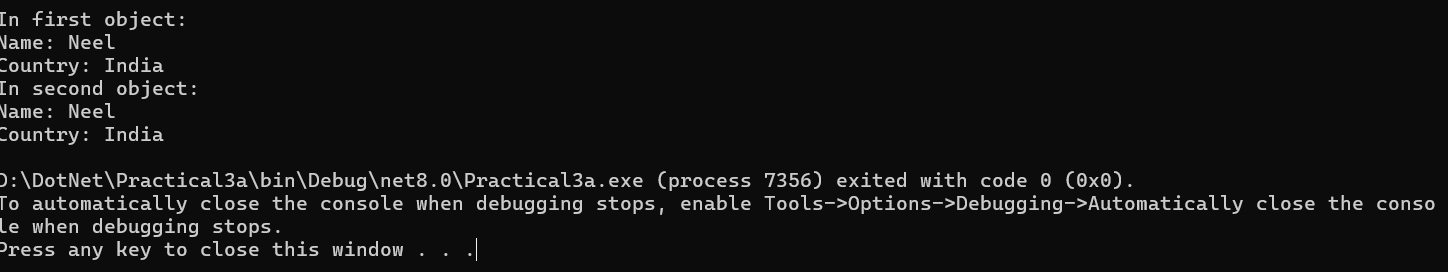 In first object:
Name: Neel
Country: India
In second object:
Name: Neel
Country: India
D:\DotNet\Practical3a\bin\Debug\net8.0\Practical3a.exe (process 7356) exited with code 0 (0x0).
To automatically close the console when debugging stops, enable Tools->Options->Debugging->Automatically close the conso
le when debugging stops.
Press any key to close this window . . .